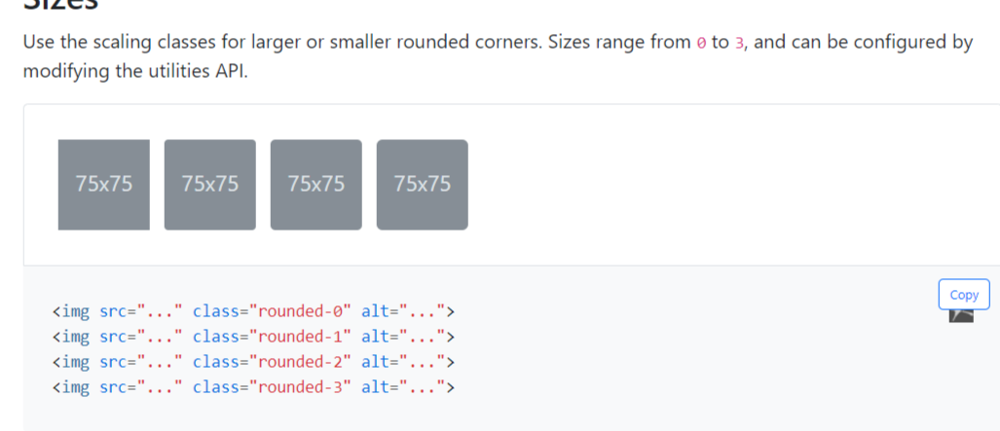 Sizes
Use the scaling classes for larger or smaller rounded corners. Sizes range from 0 to 3, and can be configured by
modifying the utilities API.
75x75 75x75 75x75 75x75
Copy
<img src="..." class="rounded-0" alt="...">
<img src="..." class="rounded-1" alt="...">
<img src="..." class="rounded-2" alt="...">
<img src="..." class="rounded-3" alt="...">